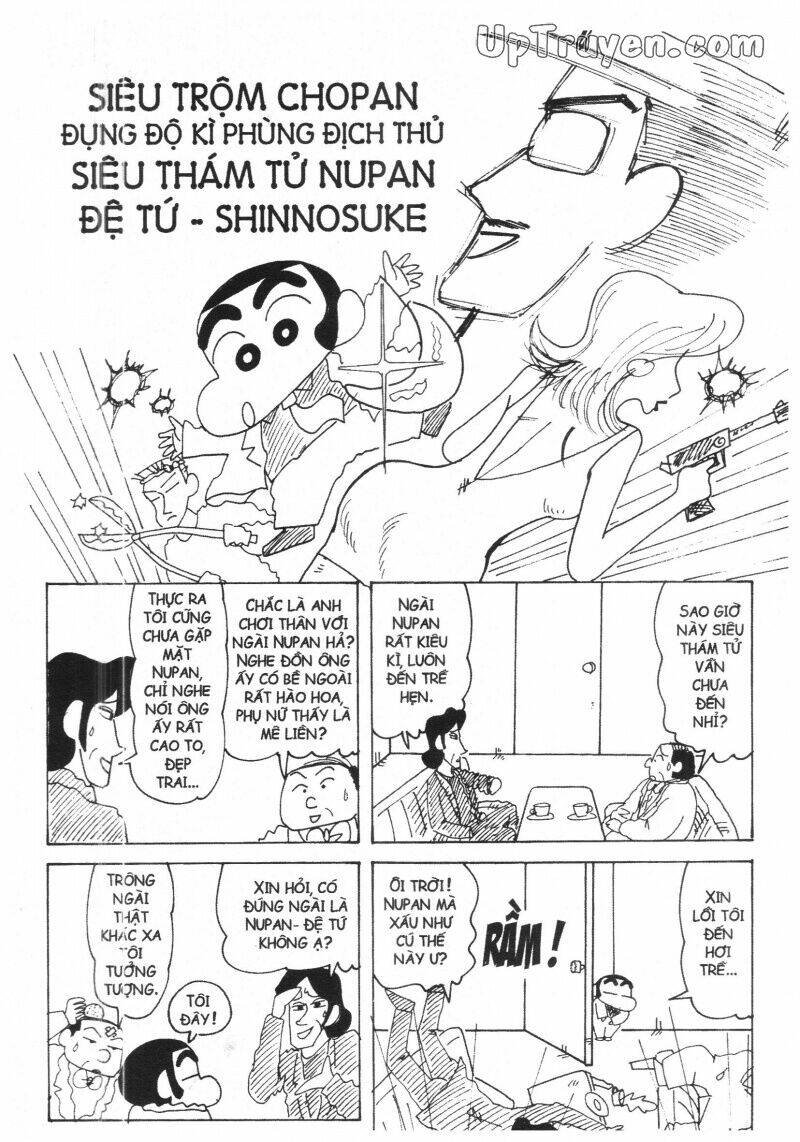 UpTruyen.com
SIÊU TRỘM CHOPAN
ĐỤNG ĐỘ KÌ PHÙNG ĐỊCH THỦ
SIÊU THÁM TỬ NUPAN
ĐỆ TỨ - SHINNOSUKE
SAO GIỜ
NÀY SIÊU
THÁM TỬ
VẪN
CHƯA
ĐẾN
NHỈ?
NGÀI
NUPAN
RẤT KIÊU
KÌ, LUÔN
ĐẾN TRỄ
HẸN.
CHẮC LÀ ANH
CHƠI THÂN VỚI
NGÀI NUPAN HẢ?
NGHE ĐỒN ÔNG
ẤY CÓ BỀ NGOÀI
RẤT HÀO HOA,
PHỤ NỮ THẤY LÀ
MÊ LIỀN?
THỰC RA
TÔI CŨNG
CHƯA GẶP
MẶT
NUPAN,
CHỈ NGHE
NÓI ÔNG
ẤY RẤT
CAO TO,
ĐẸP
TRAI...
XIN
LỖI TÔI
ĐẾN
HƠI
TRỄ...
RẦM!
ÔI TRỜI!
NUPAN MÀ
XẤU NHƯ
CÚ THẾ
NÀY Ư?
XIN HỎI, CÓ
ĐÚNG NGÀI LÀ
NUPAN- ĐỆ TỨ
KHÔNG Ạ?
TÔI
ĐÂY!
TRÔNG
NGÀI
THẬT
KHÁC XA
TÔI
TƯỞNG
TƯỢNG.